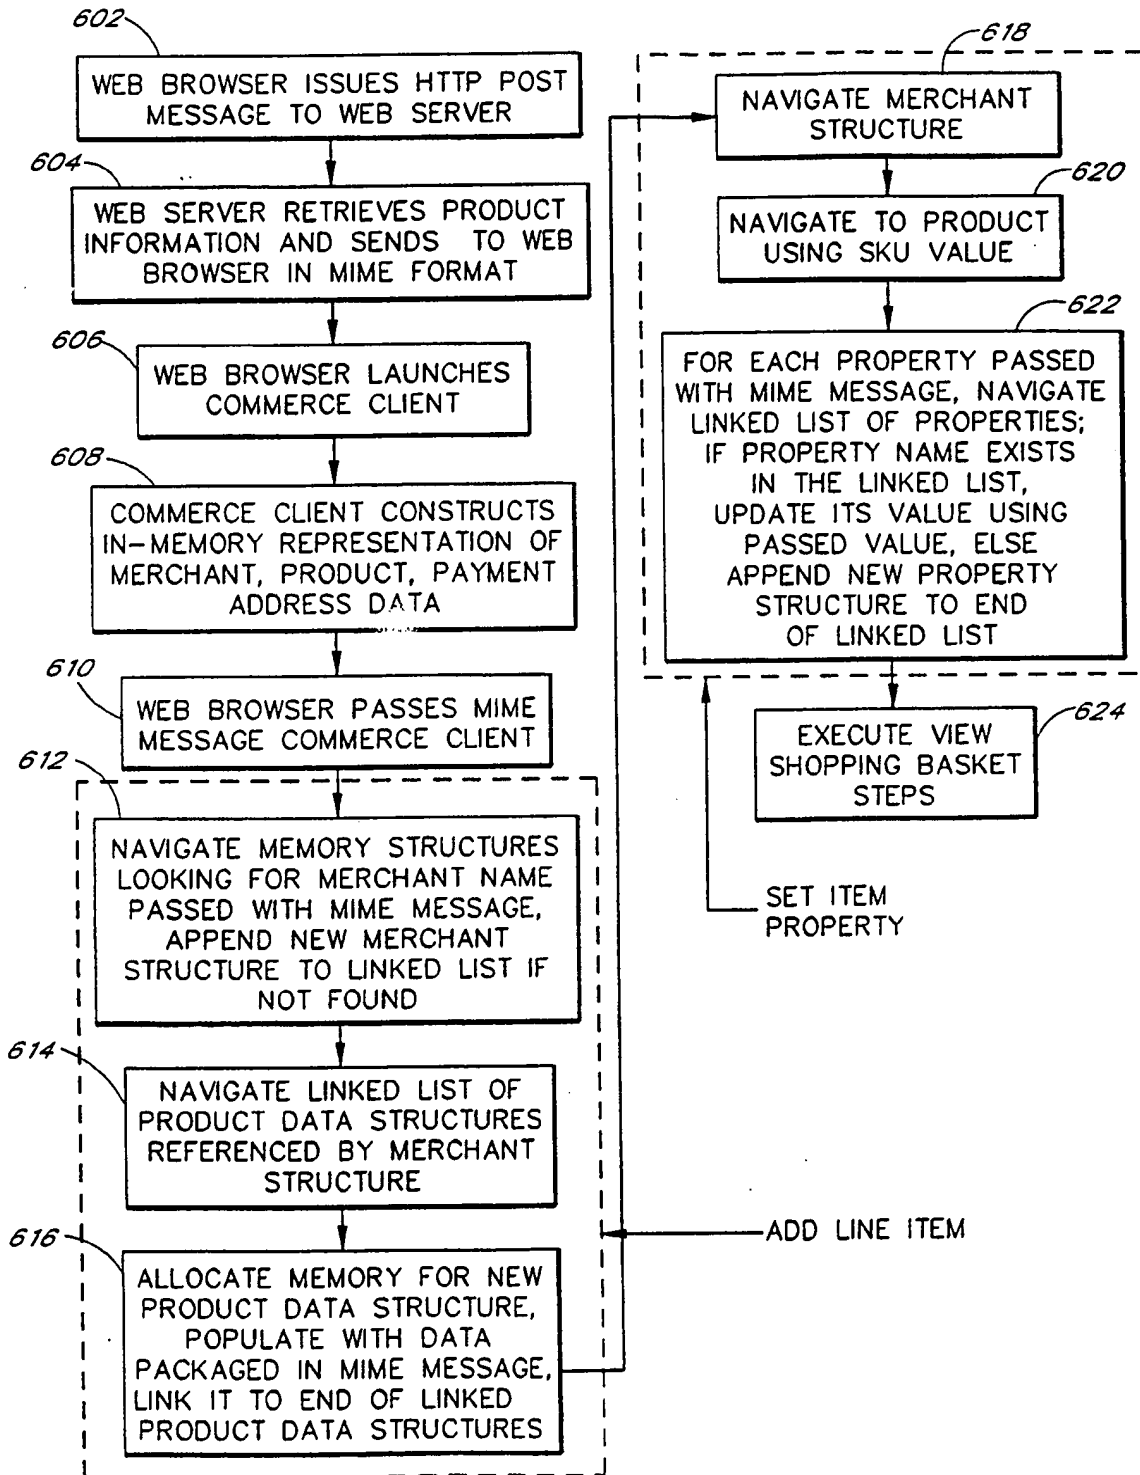 602
WEB BROWSER ISSUES HTTP POST
MESSAGE TO WEB SERVER
604
WEB SERVER RETRIEVES PRODUCT
INFORMATION AND SENDS TO WEB
BROWSER IN MIME FORMAT
606
WEB BROWSER LAUNCHES
COMMERCE CLIENT
608
COMMERCE CLIENT CONSTRUCTS
IN-MEMORY REPRESENTATION OF
MERCHANT, PRODUCT, PAYMENT
ADDRESS DATA
610
WEB BROWSER PASSES MIME
MESSAGE COMMERCE CLIENT
612
NAVIGATE MEMORY STRUCTURES
LOOKING FOR MERCHANT NAME
PASSED WITH MIME MESSAGE,
APPEND NEW MERCHANT
STRUCTURE TO LINKED LIST IF
NOT FOUND
614
NAVIGATE LINKED LIST OF
PRODUCT DATA STRUCTURES
REFERENCED BY MERCHANT
STRUCTURE
616
ALLOCATE MEMORY FOR NEW
PRODUCT DATA STRUCTURE,
POPULATE WITH DATA
PACKAGED IN MIME MESSAGE,
LINK IT TO END OF LINKED
PRODUCT DATA STRUCTURES
ADD LINE ITEM
618
NAVIGATE MERCHANT
STRUCTURE
620
NAVIGATE TO PRODUCT
USING SKU VALUE
622
FOR EACH PROPERTY PASSED
WITH MIME MESSAGE, NAVIGATE
LINKED LIST OF PROPERTIES;
IF PROPERTY NAME EXISTS
IN THE LINKED LIST,
UPDATE ITS VALUE USING
PASSED VALUE, ELSE
APPEND NEW PROPERTY
STRUCTURE TO END
OF LINKED LIST
624
EXECUTE VIEW
SHOPPING BASKET
STEPS
SET ITEM
PROPERTY